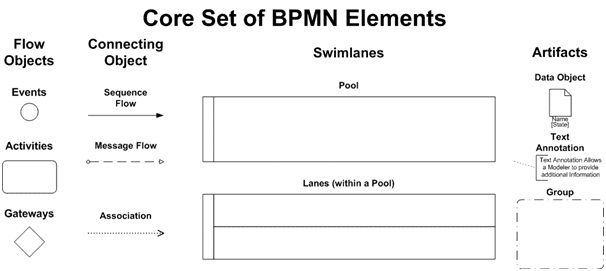 Core Set of BPMN Elements
Flow
Objects
Connecting
Object
Swimlanes
Artifacts
Events
Sequence
Flow
Pool
Data Object
Name
[State]
Activities
Message Flow
Text
Annotation
Text Annotation Allows
a Modeler to provide
additional Information
Gateways
Association
Lanes (within a Pool)
Group